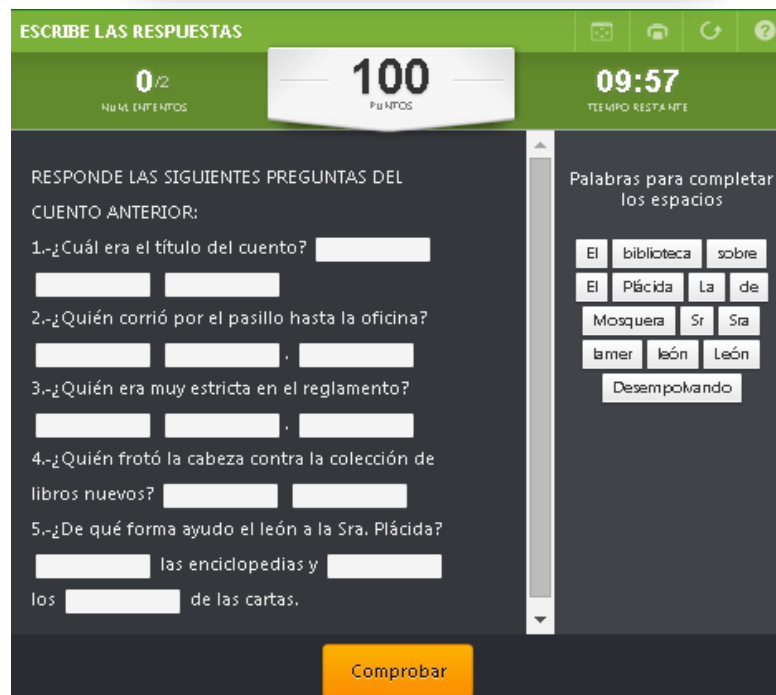 ESCRIBE LAS RESPUESTAS
0/2
NUM. INTENTOS
100
PUNTOS
09:57
TIEMPO RESTANTE
RESPONDE LAS SIGUIENTES PREGUNTAS DEL
CUENTO ANTERIOR:
1.-¿Cuál era el título del cuento?
2.-¿Quién corrió por el pasillo hasta la oficina?
.
3.-¿Quién era muy estricta en el reglamento?
.
4.-¿Quién frotó la cabeza contra la colección de
libros nuevos?
5.-¿De qué forma ayudo el león a la Sra. Plácida?
las enciclopedias y
los de las cartas.
Palabras para completar
los espacios
El biblioteca sobre
El Plácida La de
Mosquera Sr Sra
lamer león León
Desempolvando
Comprobar